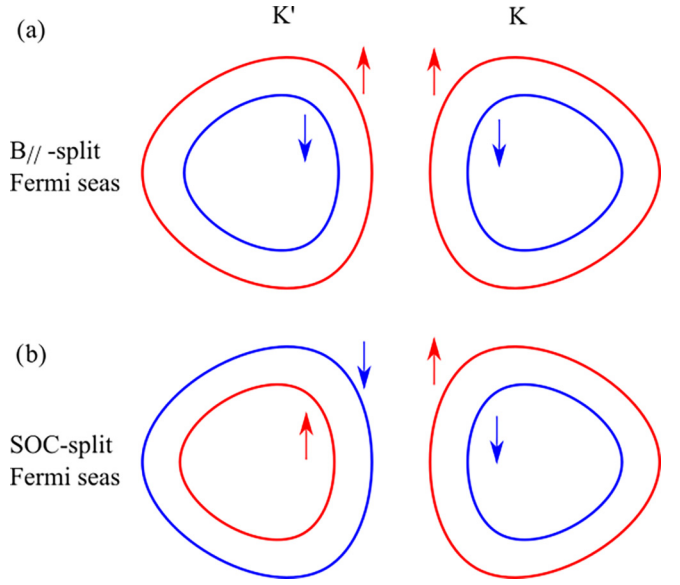 (a)
K'
K
B// -split
Fermi seas
(b)
SOC-split
Fermi seas